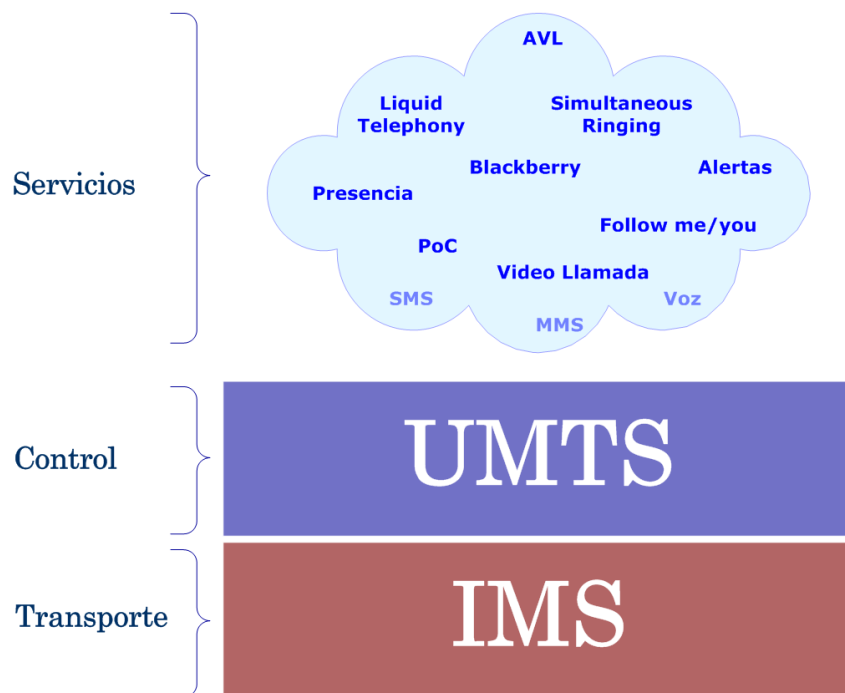 AVL
Liquid
Telephony
Simultaneous
Ringing
Blackberry
Alertas
Servicios
Presencia
Follow me/you
PoC
Video Llamada
SMS
Voz
MMS
UMTS
Control
IMS
Transporte